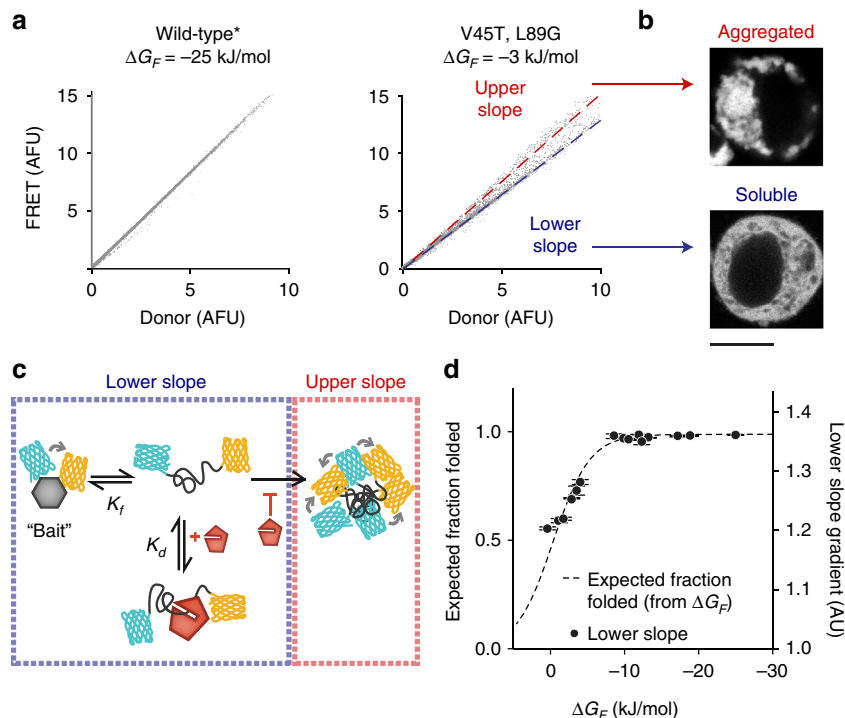 a
Wild-type*
ΔG_F = –25 kJ/mol
15
10
5
0
0
10
FRET (AFU)
Donor (AFU)
V45T, L89G
ΔG_F = –3 kJ/mol
Upper
slope
Lower
slope
15
10
5
0
0
10
Donor (AFU)
b
Aggregated
Soluble
c
Lower slope
Upper slope
"Bait"
K_f
K_d
+
d
Expected fraction folded
1.0
0.5
0.0
Lower slope gradient (AU)
1.4
1.3
1.2
1.1
1.0
Expected fraction
folded (from ΔG_F)
Lower slope
0
–10
–20
–30
ΔG_F (kJ/mol)